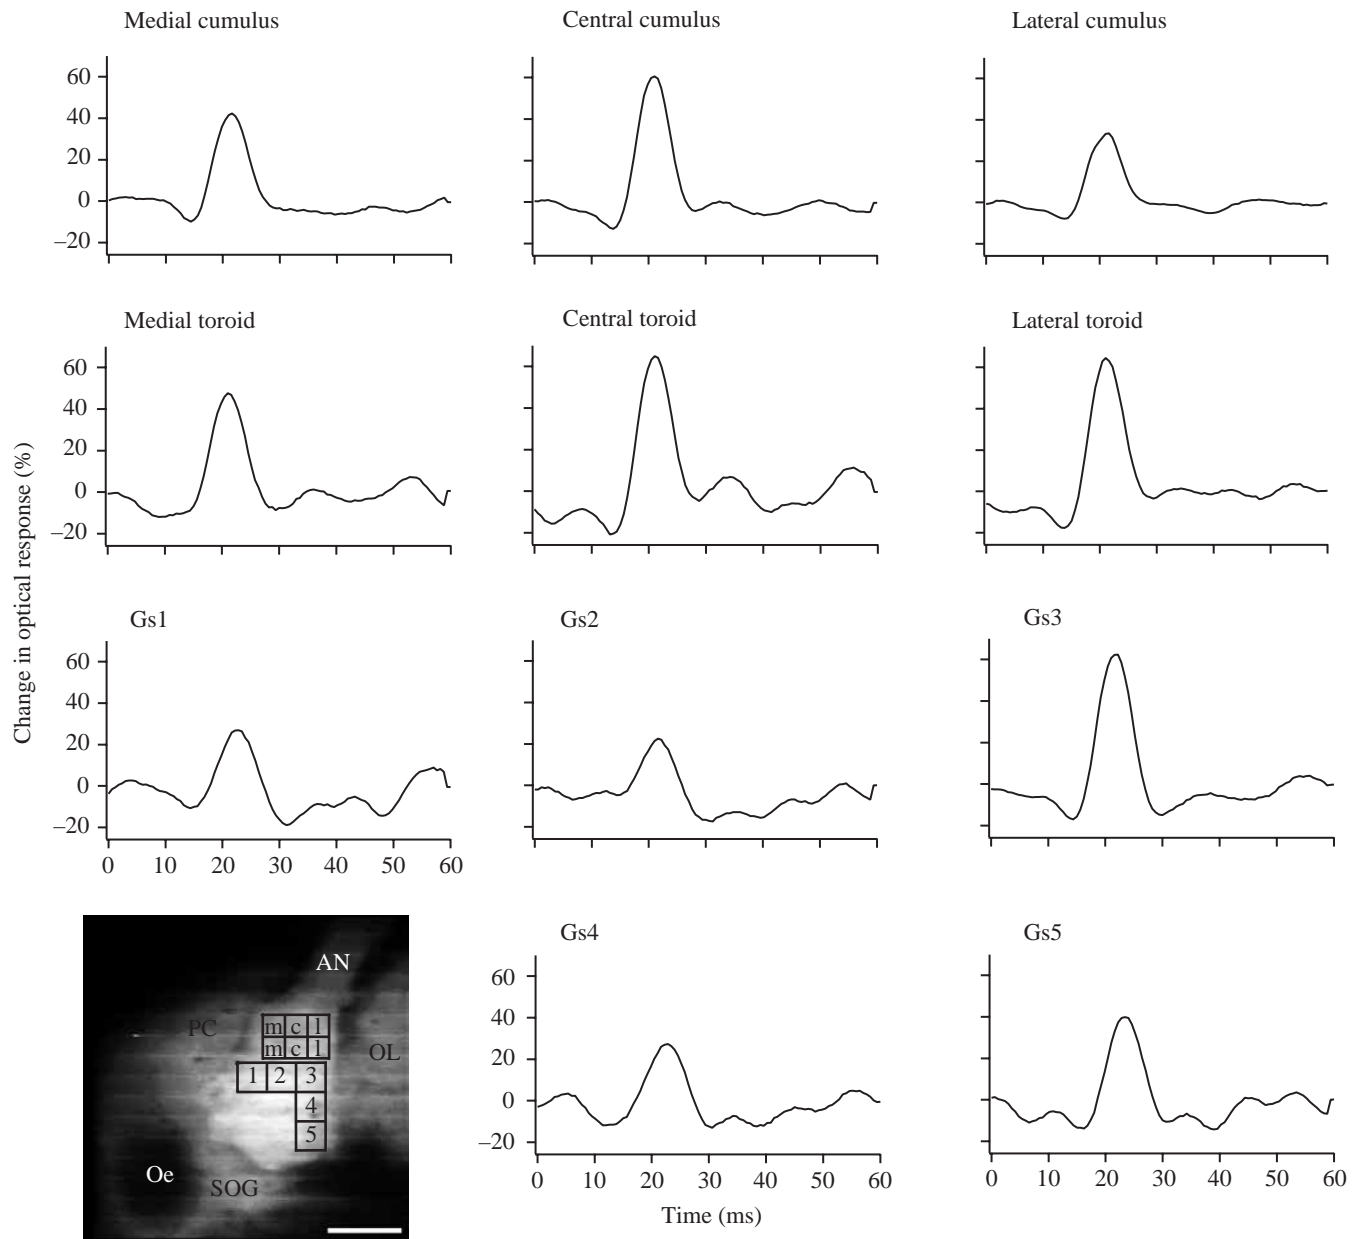 Medial cumulus
Central cumulus
Lateral cumulus
60
40
20
0
–20
Medial toroid
Central toroid
Lateral toroid
60
40
20
0
–20
Change in optical response (%)
Gs1
Gs2
Gs3
60
40
20
0
–20
0 10 20 30 40 50 60
Gs4
Gs5
60
40
20
0
–20
0 10 20 30 40 50 60
0 10 20 30 40 50 60
Time (ms)
AN
PC
m c l
m c l
OL
1 2 3
4
5
Oe
SOG